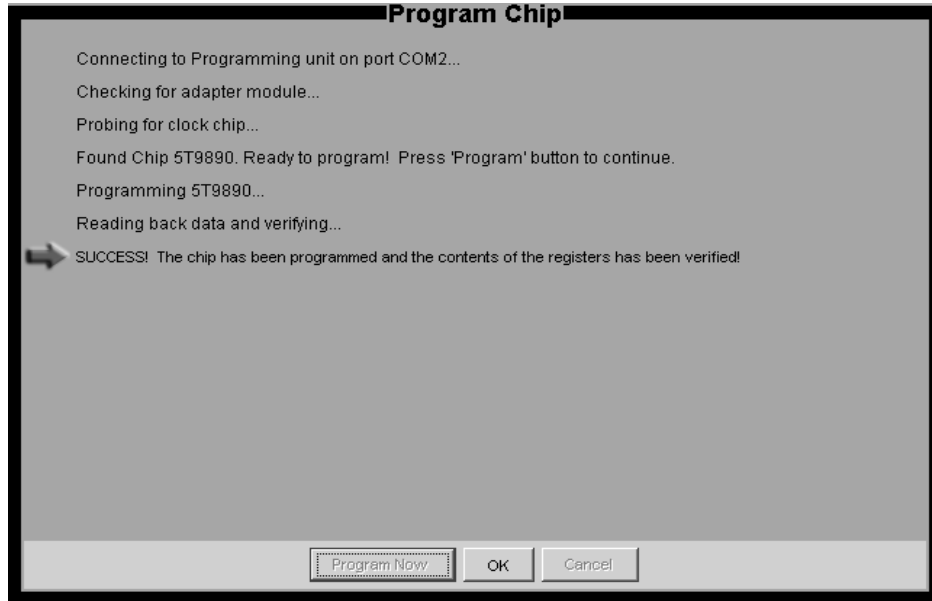 Program Chip
Connecting to Programming unit on port COM2...
Checking for adapter module...
Probing for clock chip...
Found Chip 5T9890. Ready to program! Press 'Program' button to continue.
Programming 5T9890...
Reading back data and verifying...
SUCCESS! The chip has been programmed and the contents of the registers has been verified!
Program Now OK Cancel